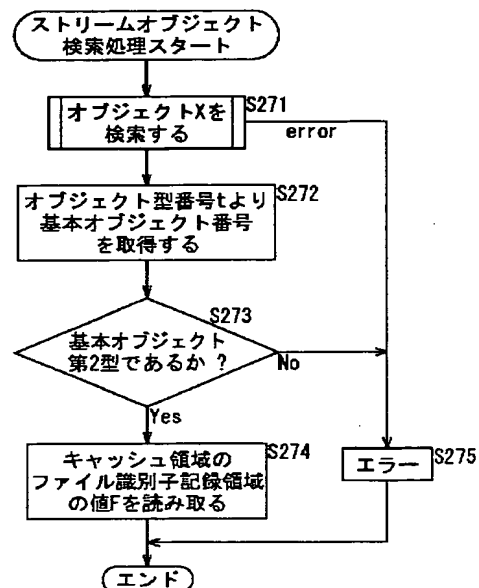 ストリームオブジェクト
検索処理スタート
S271
オブジェクトXを
検索する
error
S272
オブジェクト型番号tより
基本オブジェクト番号
を取得する
S273
基本オブジェクト
第2型であるか ?
No
Yes
S274
キャッシュ領域の
ファイル識別子記録領域
の値Fを読み取る
エラー
S275
エンド